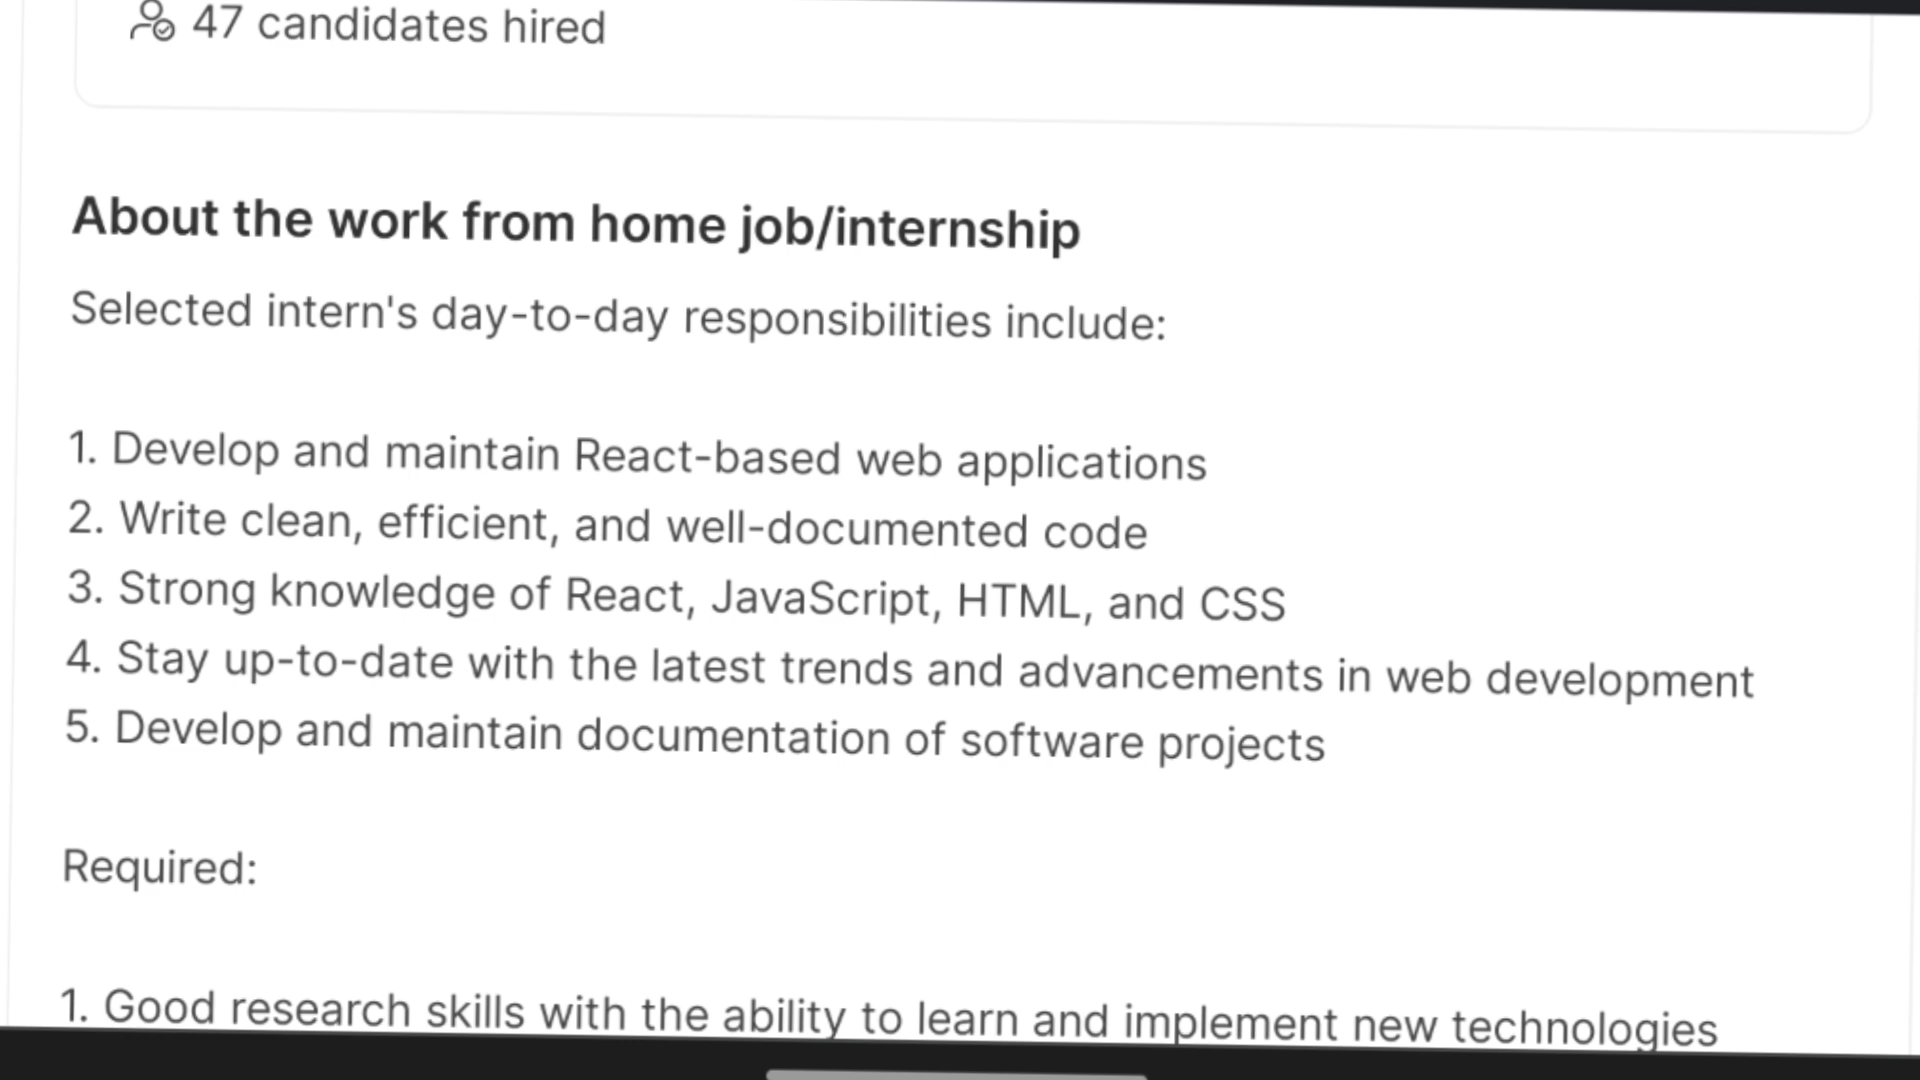 47 candidates hired
About the work from home job/internship
Selected intern's day-to-day responsibilities include:
1. Develop and maintain React-based web applications
2. Write clean, efficient, and well-documented code
3. Strong knowledge of React, JavaScript, HTML, and CSS
4. Stay up-to-date with the latest trends and advancements in web development
5. Develop and maintain documentation of software projects
Required:
1. Good research skills with the ability to learn and implement new technologies